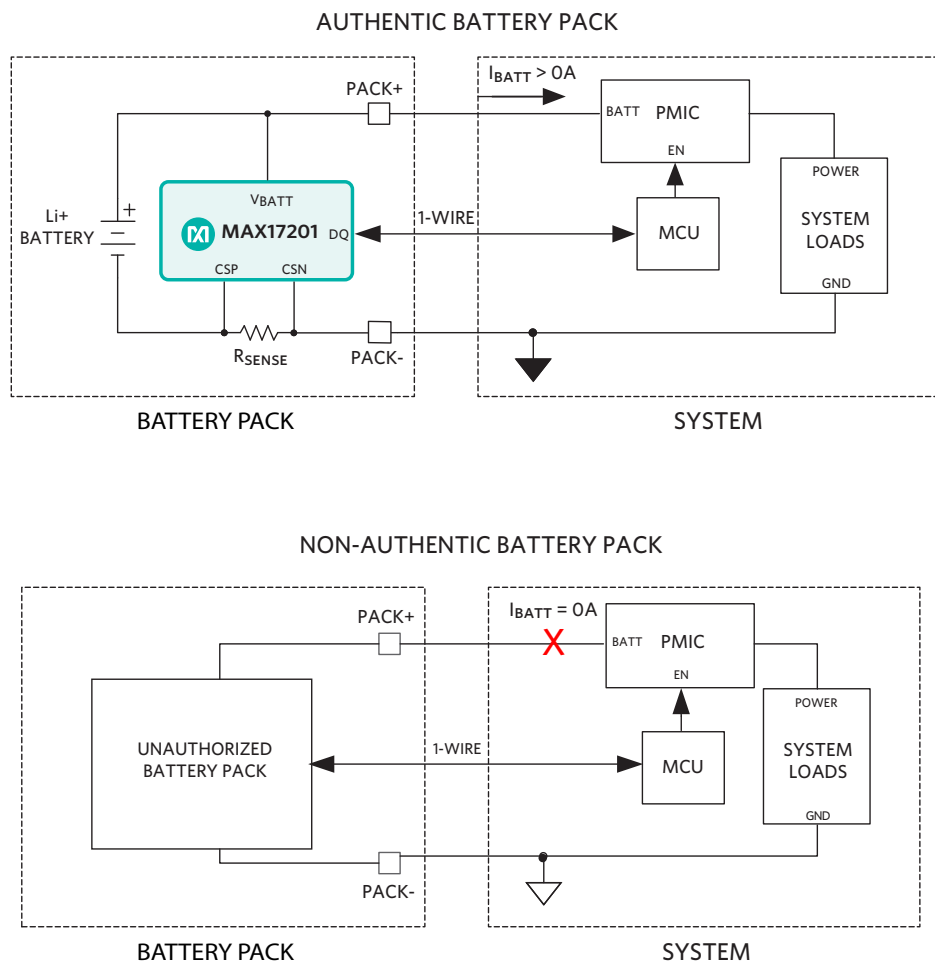 AUTHENTIC BATTERY PACK
PACK+
IBATT > 0A
BATT
PMIC
EN
POWER
SYSTEM
LOADS
GND
Li+
BATTERY
+
VBATT
MAX17201
DQ
CSP
CSN
1-WIRE
MCU
RSENSE
PACK-
BATTERY PACK
SYSTEM
NON-AUTHENTIC BATTERY PACK
PACK+
IBATT = 0A
X
BATT
PMIC
EN
POWER
SYSTEM
LOADS
GND
UNAUTHORIZED
BATTERY PACK
1-WIRE
MCU
PACK-
BATTERY PACK
SYSTEM